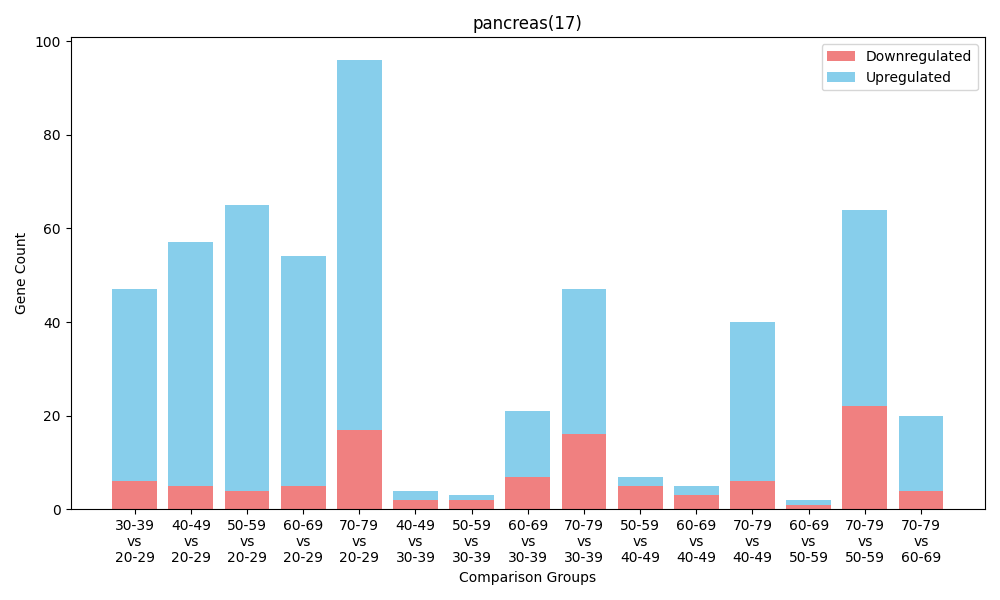 pancreas(17)
Downregulated
Upregulated
Gene Count
100
80
60
40
20
0
30-39
vs
20-29
40-49
vs
20-29
50-59
vs
20-29
60-69
vs
20-29
70-79
vs
20-29
40-49
vs
30-39
50-59
vs
30-39
60-69
vs
30-39
70-79
vs
30-39
50-59
vs
40-49
60-69
vs
40-49
70-79
vs
40-49
60-69
vs
50-59
70-79
vs
50-59
70-79
vs
60-69
Comparison Groups